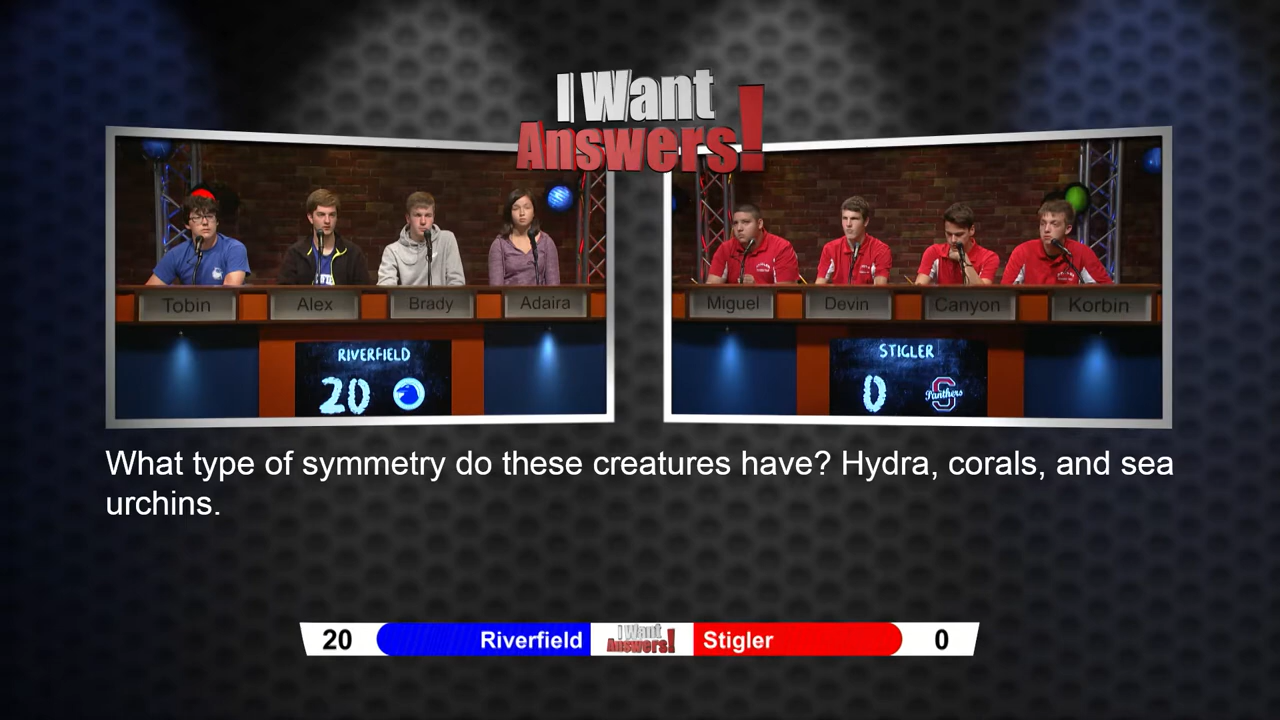 I Want
Answers!
Tobin
Alex
Brady
Adaira
RIVERFIELD
20
Miguel
Devin
Canyon
Korbin
STIGLER
0
Panthers
What type of symmetry do these creatures have? Hydra, corals, and sea
urchins.
20 Riverfield I Want Answers! Stigler 0